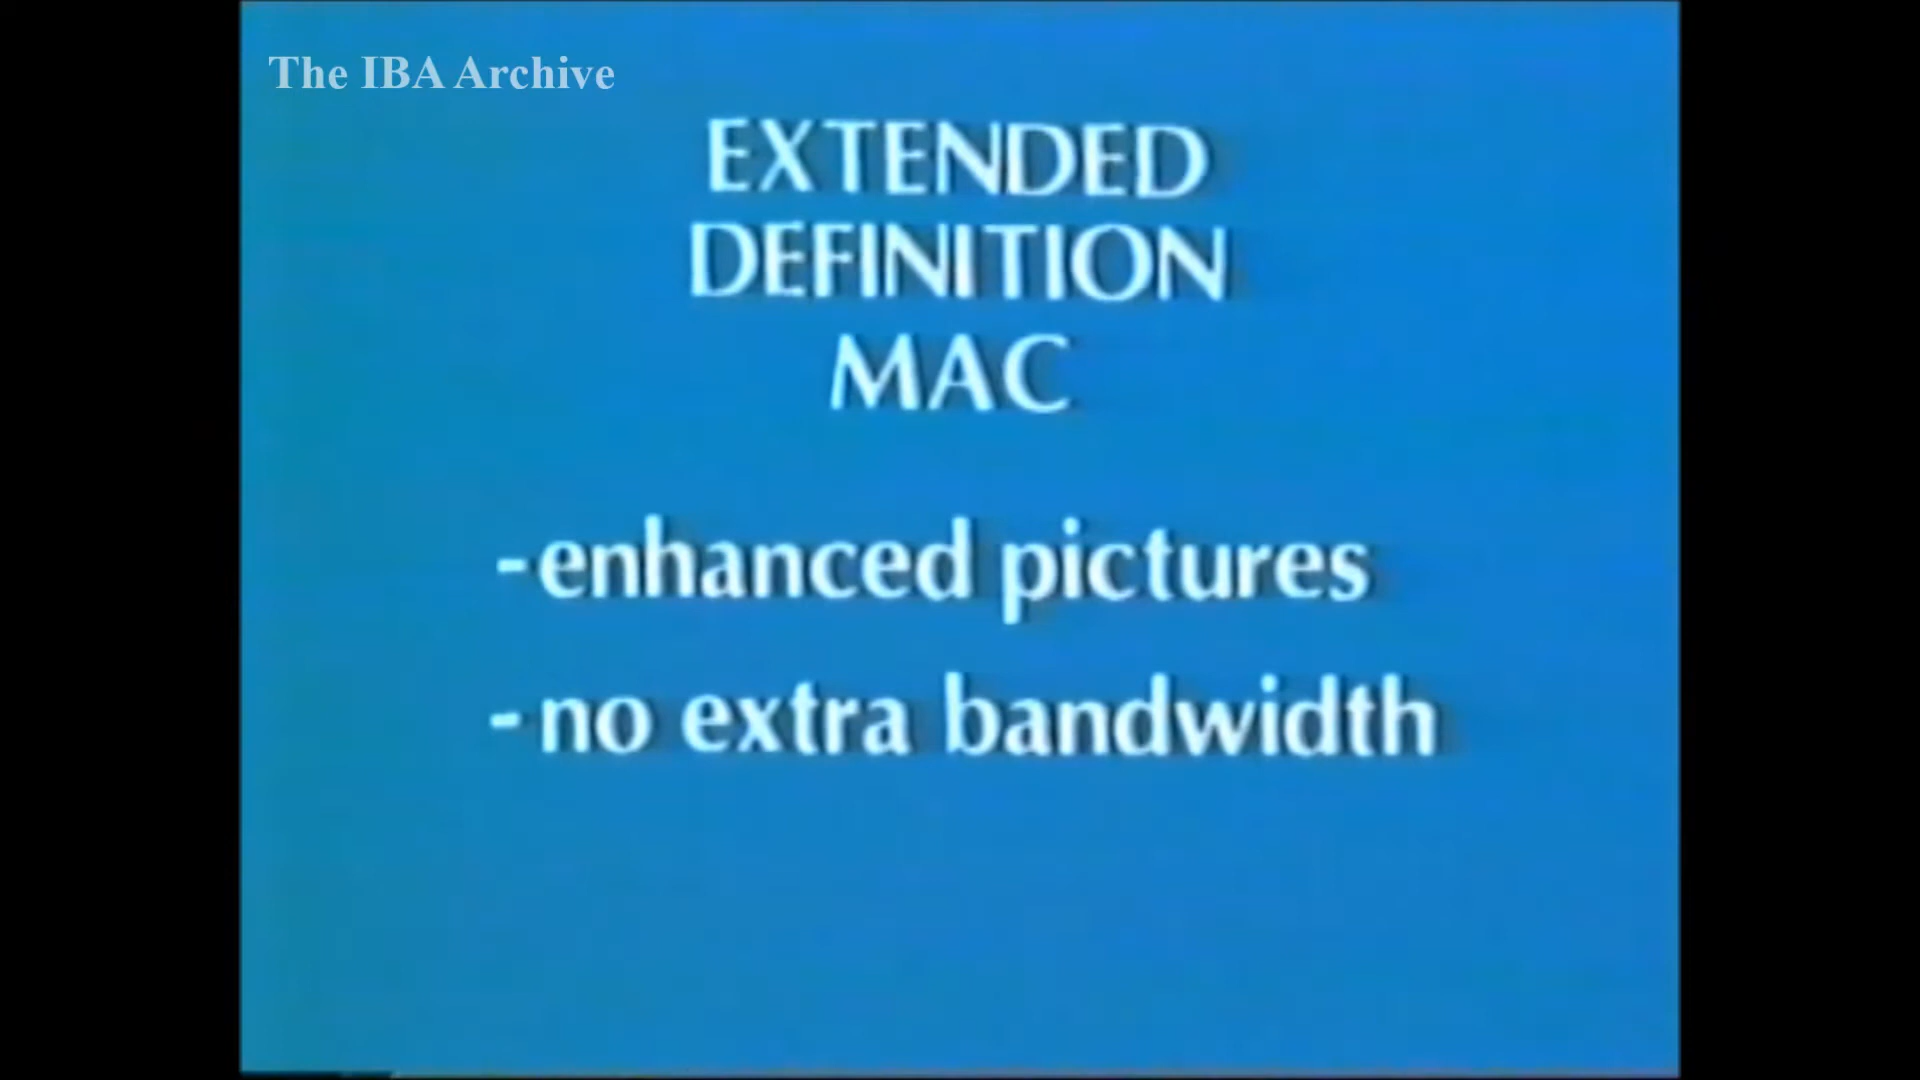 The IBA Archive
EXTENDED
DEFINITION
MAC
-enhanced pictures
-no extra bandwidth